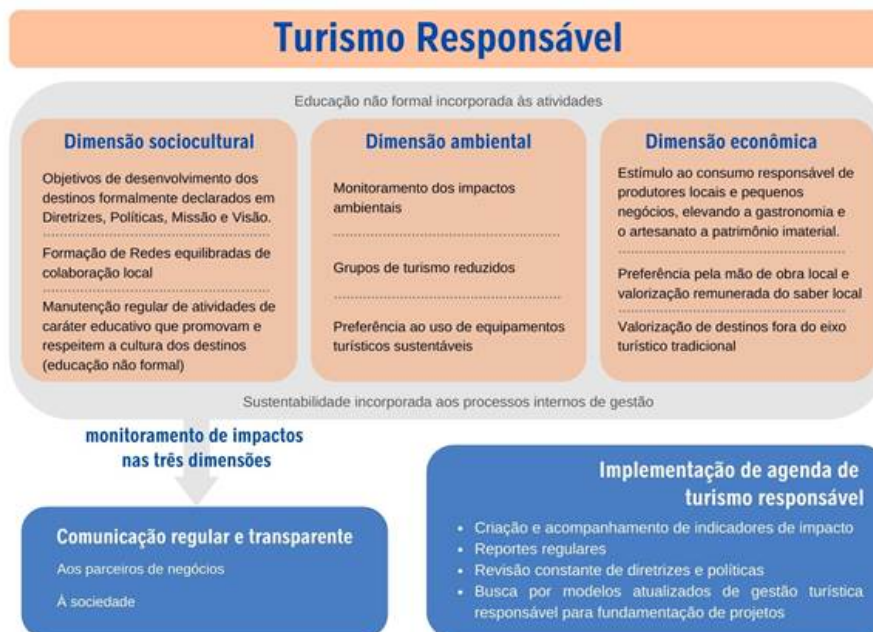 Turismo Responsável
Educação não formal incorporada às atividades
Dimensão sociocultural
Objetivos de desenvolvimento dos
destinos formalmente declarados em
Diretrizes, Políticas, Missão e Visão.
Formação de Redes equilibradas de
colaboração local
Manutenção regular de atividades de
caráter educativo que promovam e
respeitem a cultura dos destinos
(educação não formal)
Dimensão ambiental
Monitoramento dos impactos
ambientais
Grupos de turismo reduzidos
Preferência ao uso de equipamentos
turísticos sustentáveis
Dimensão econômica
Estímulo ao consumo responsável de
produtores locais e pequenos
negócios, elevando a gastronomia e
o artesanato a patrimônio imaterial.
Preferência pela mão de obra local e
valorização remunerada do saber local
Valorização de destinos fora do eixo
turístico tradicional
Sustentabilidade incorporada aos processos internos de gestão
monitoramento de impactos
nas três dimensões
Comunicação regular e transparente
Aos parceiros de negócios
À sociedade
Implementação de agenda de
turismo responsável
• Criação e acompanhamento de indicadores de impacto
• Reportes regulares
• Revisão constante de diretrizes e políticas
• Busca por modelos atualizados de gestão turística
responsável para fundamentação de projetos